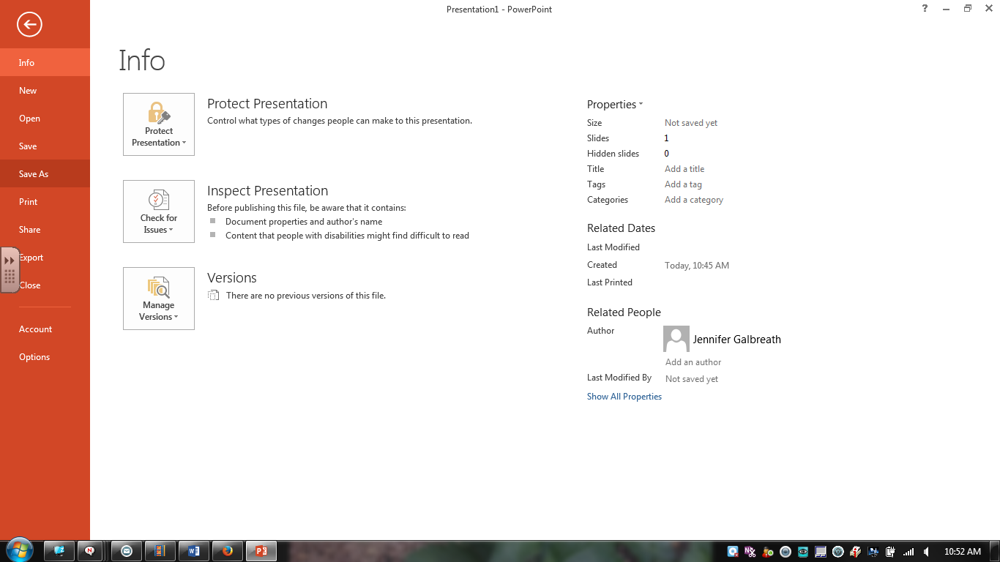 Presentation1 - PowerPoint
?
Info
New
Open
Save
Save As
Print
Share
Export
Close
Account
Options
Info
Protect
Presentation
Protect Presentation
Control what types of changes people can make to this presentation.
Check for
Issues
Inspect Presentation
Before publishing this file, be aware that it contains:
Document properties and author's name
Content that people with disabilities might find difficult to read
Manage
Versions
Versions
There are no previous versions of this file.
Properties
Size Not saved yet
Slides 1
Hidden slides 0
Title Add a title
Tags Add a tag
Categories Add a category
Related Dates
Last Modified
Created Today, 10:45 AM
Last Printed
Related People
Author Jennifer Galbreath
Add an author
Last Modified By Not saved yet
Show All Properties
10:52 AM